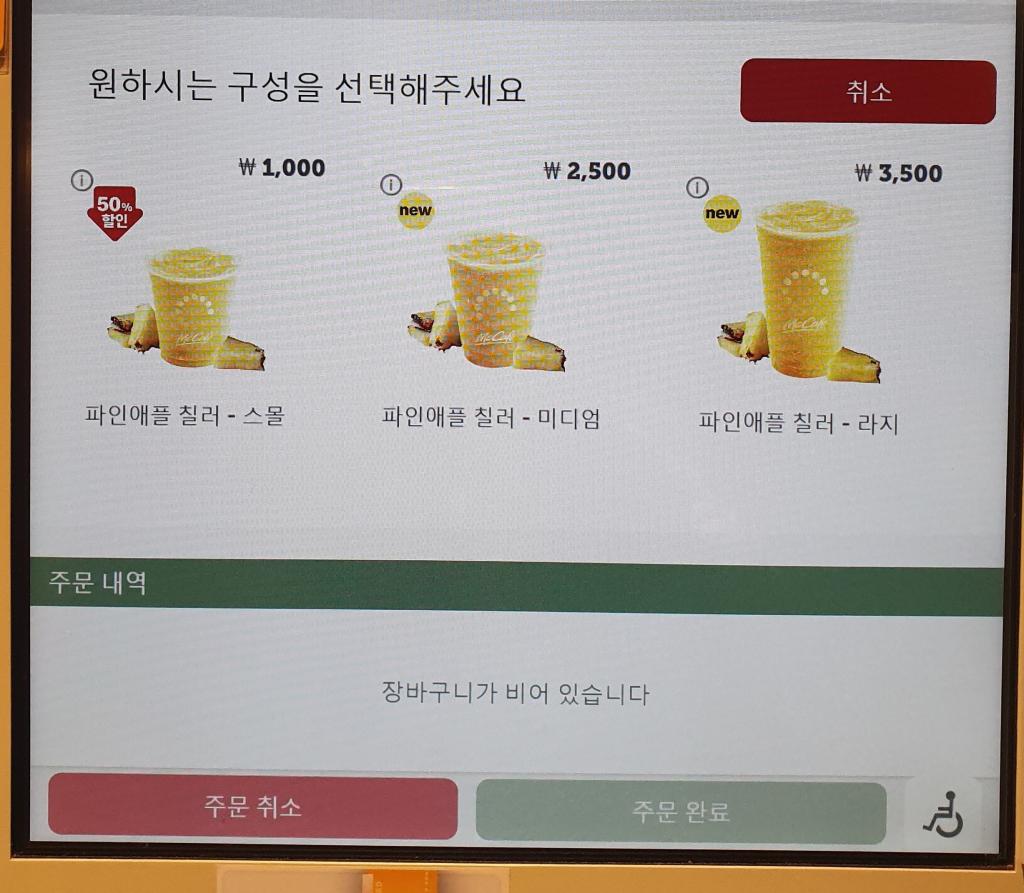 원하시는 구성을 선택해주세요
취소
₩ 1,000
₩ 2,500
₩ 3,500
50%
할인
new
new
McCafé
McCafé
McCafé
파인애플 칠러 - 스몰
파인애플 칠러 - 미디엄
파인애플 칠러 - 라지
주문 내역
장바구니가 비어 있습니다
주문 취소
주문 완료